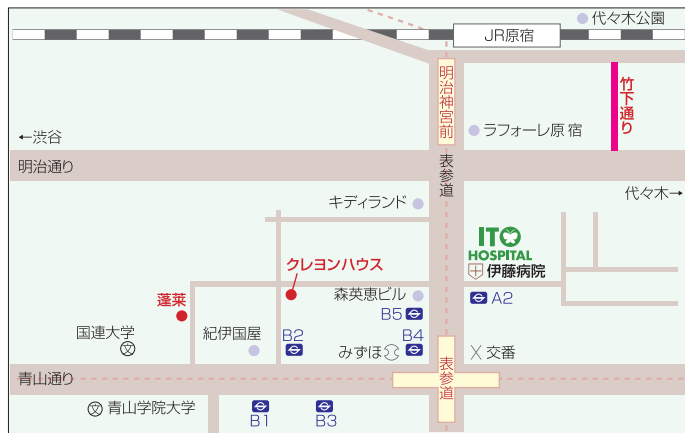 代々木公園
JR原宿
明治神宮前
竹下通り
ラフォーレ原宿
←渋谷
明治通り
表参道
代々木→
キディランド
ITO
HOSPITAL
伊藤病院
クレヨンハウス
蓬莱
森英恵ビル
A2
B5
国連大学
文
紀伊国屋
B2
みずほ
B4
交番
青山通り
表参道
文
青山学院大学
B1
B3